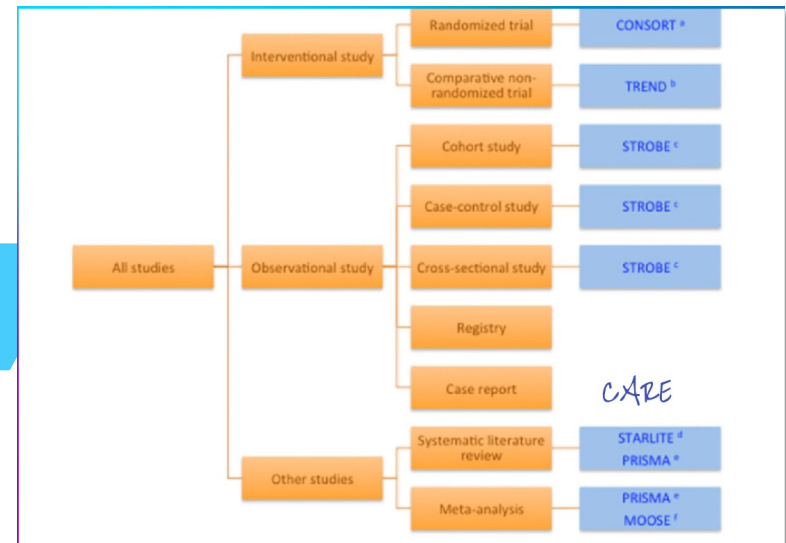 Randomized trial
CONSORT a
Interventional study
Comparative non-
randomized trial
TREND b
Cohort study
STROBE c
Case-control study
STROBE c
All studies
Observational study
Cross-sectional study
STROBE c
Registry
Case report
CARE
Systematic literature
review
STARLITE d
PRISMA e
Other studies
Meta-analysis
PRISMA e
MOOSE f